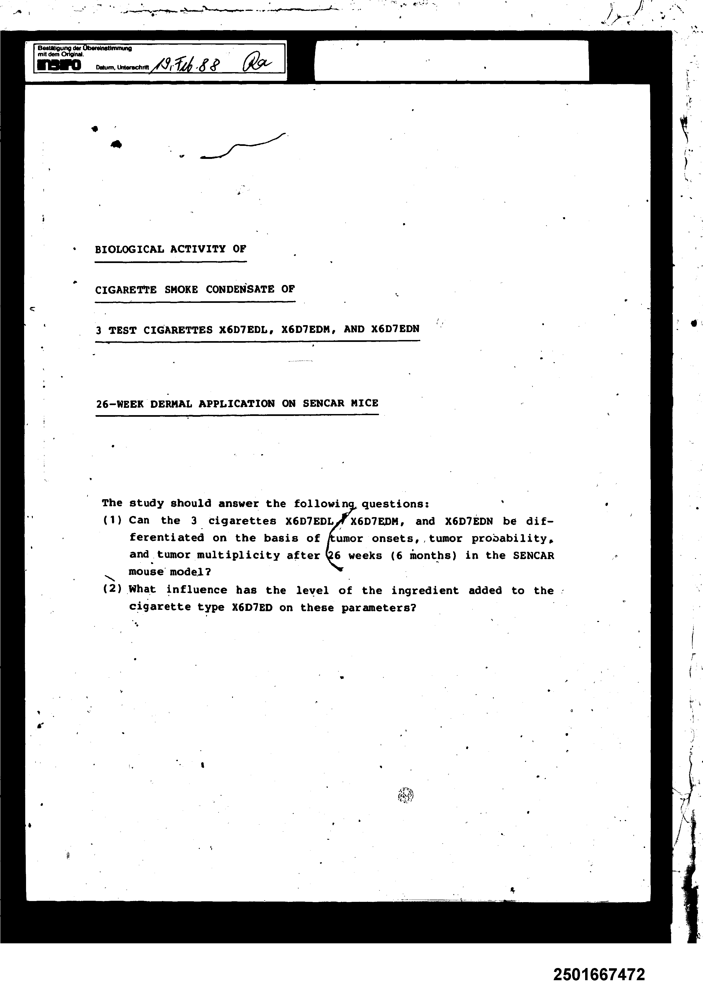 Bestätigung der Übereinstimmung
mit dem Original.
INBIFO Datum, Unterschrift 19. Feb. 88 Ra
BIOLOGICAL ACTIVITY OF
CIGARETTE SMOKE CONDENSATE OF
3 TEST CIGARETTES X6D7EDL, X6D7EDM, AND X6D7EDN
26-WEEK DERMAL APPLICATION ON SENCAR MICE
The study should answer the following questions:
(1) Can the 3 cigarettes X6D7EDL, X6D7EDM, and X6D7EDN be dif-
ferentiated on the basis of tumor onsets, tumor probability,
and tumor multiplicity after 26 weeks (6 months) in the SENCAR
mouse model?
(2) What influence has the level of the ingredient added to the
cigarette type X6D7ED on these parameters?
2501667472